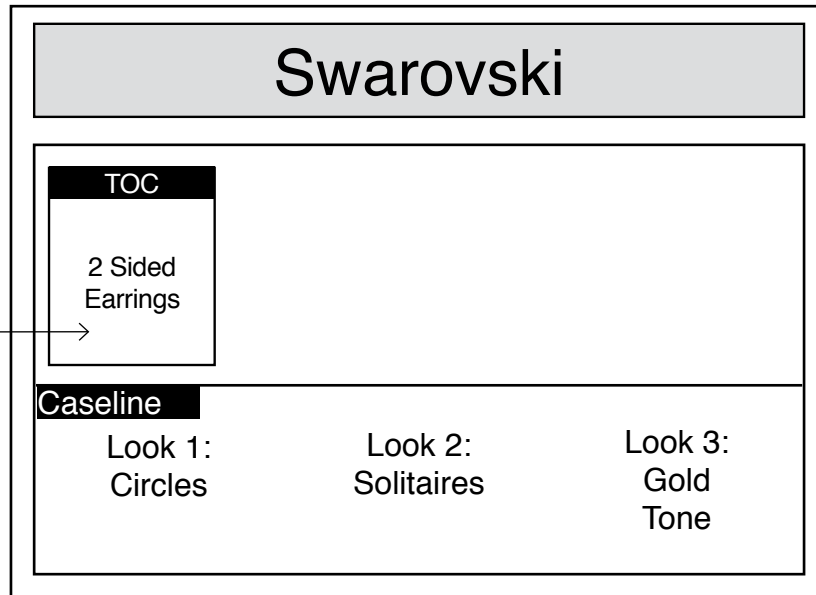 Swarovski
TOC
2 Sided
Earrings
Caseline
Look 1:
Circles
Look 2:
Solitaires
Look 3:
Gold
Tone